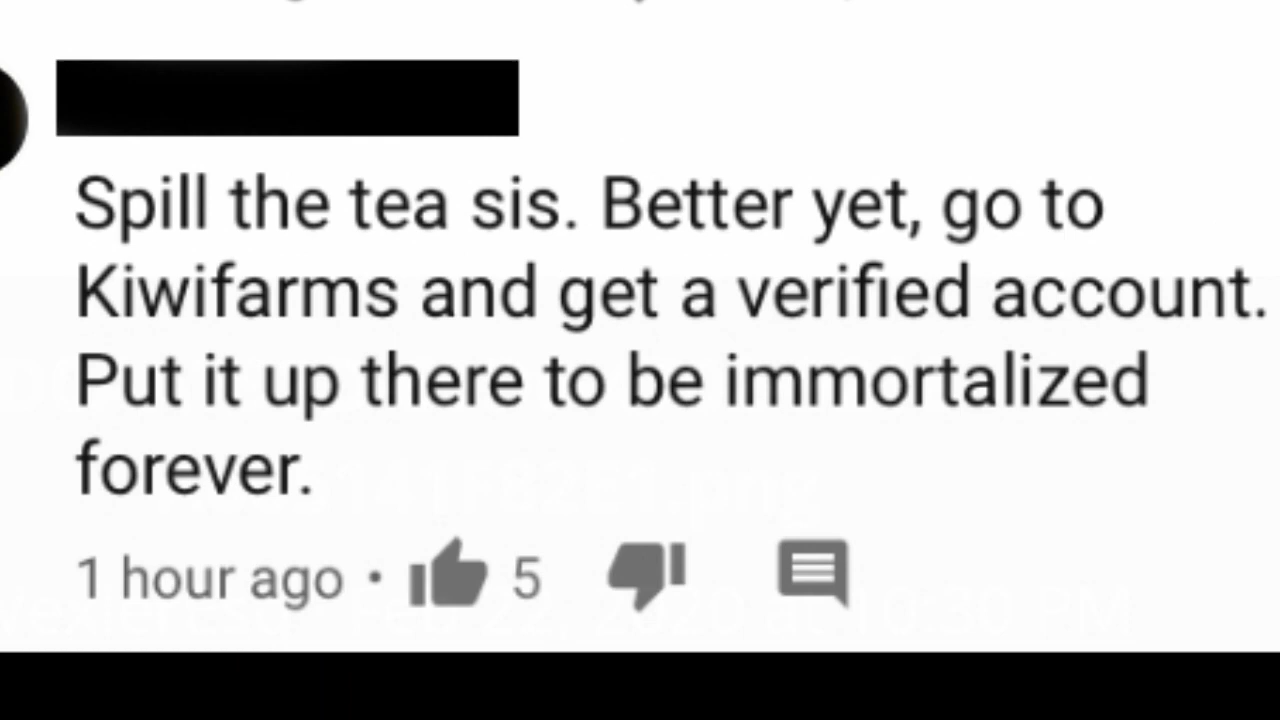 Spill the tea sis. Better yet, go to
Kiwifarms and get a verified account.
Put it up there to be immortalized
forever.
1 hour ago • 5